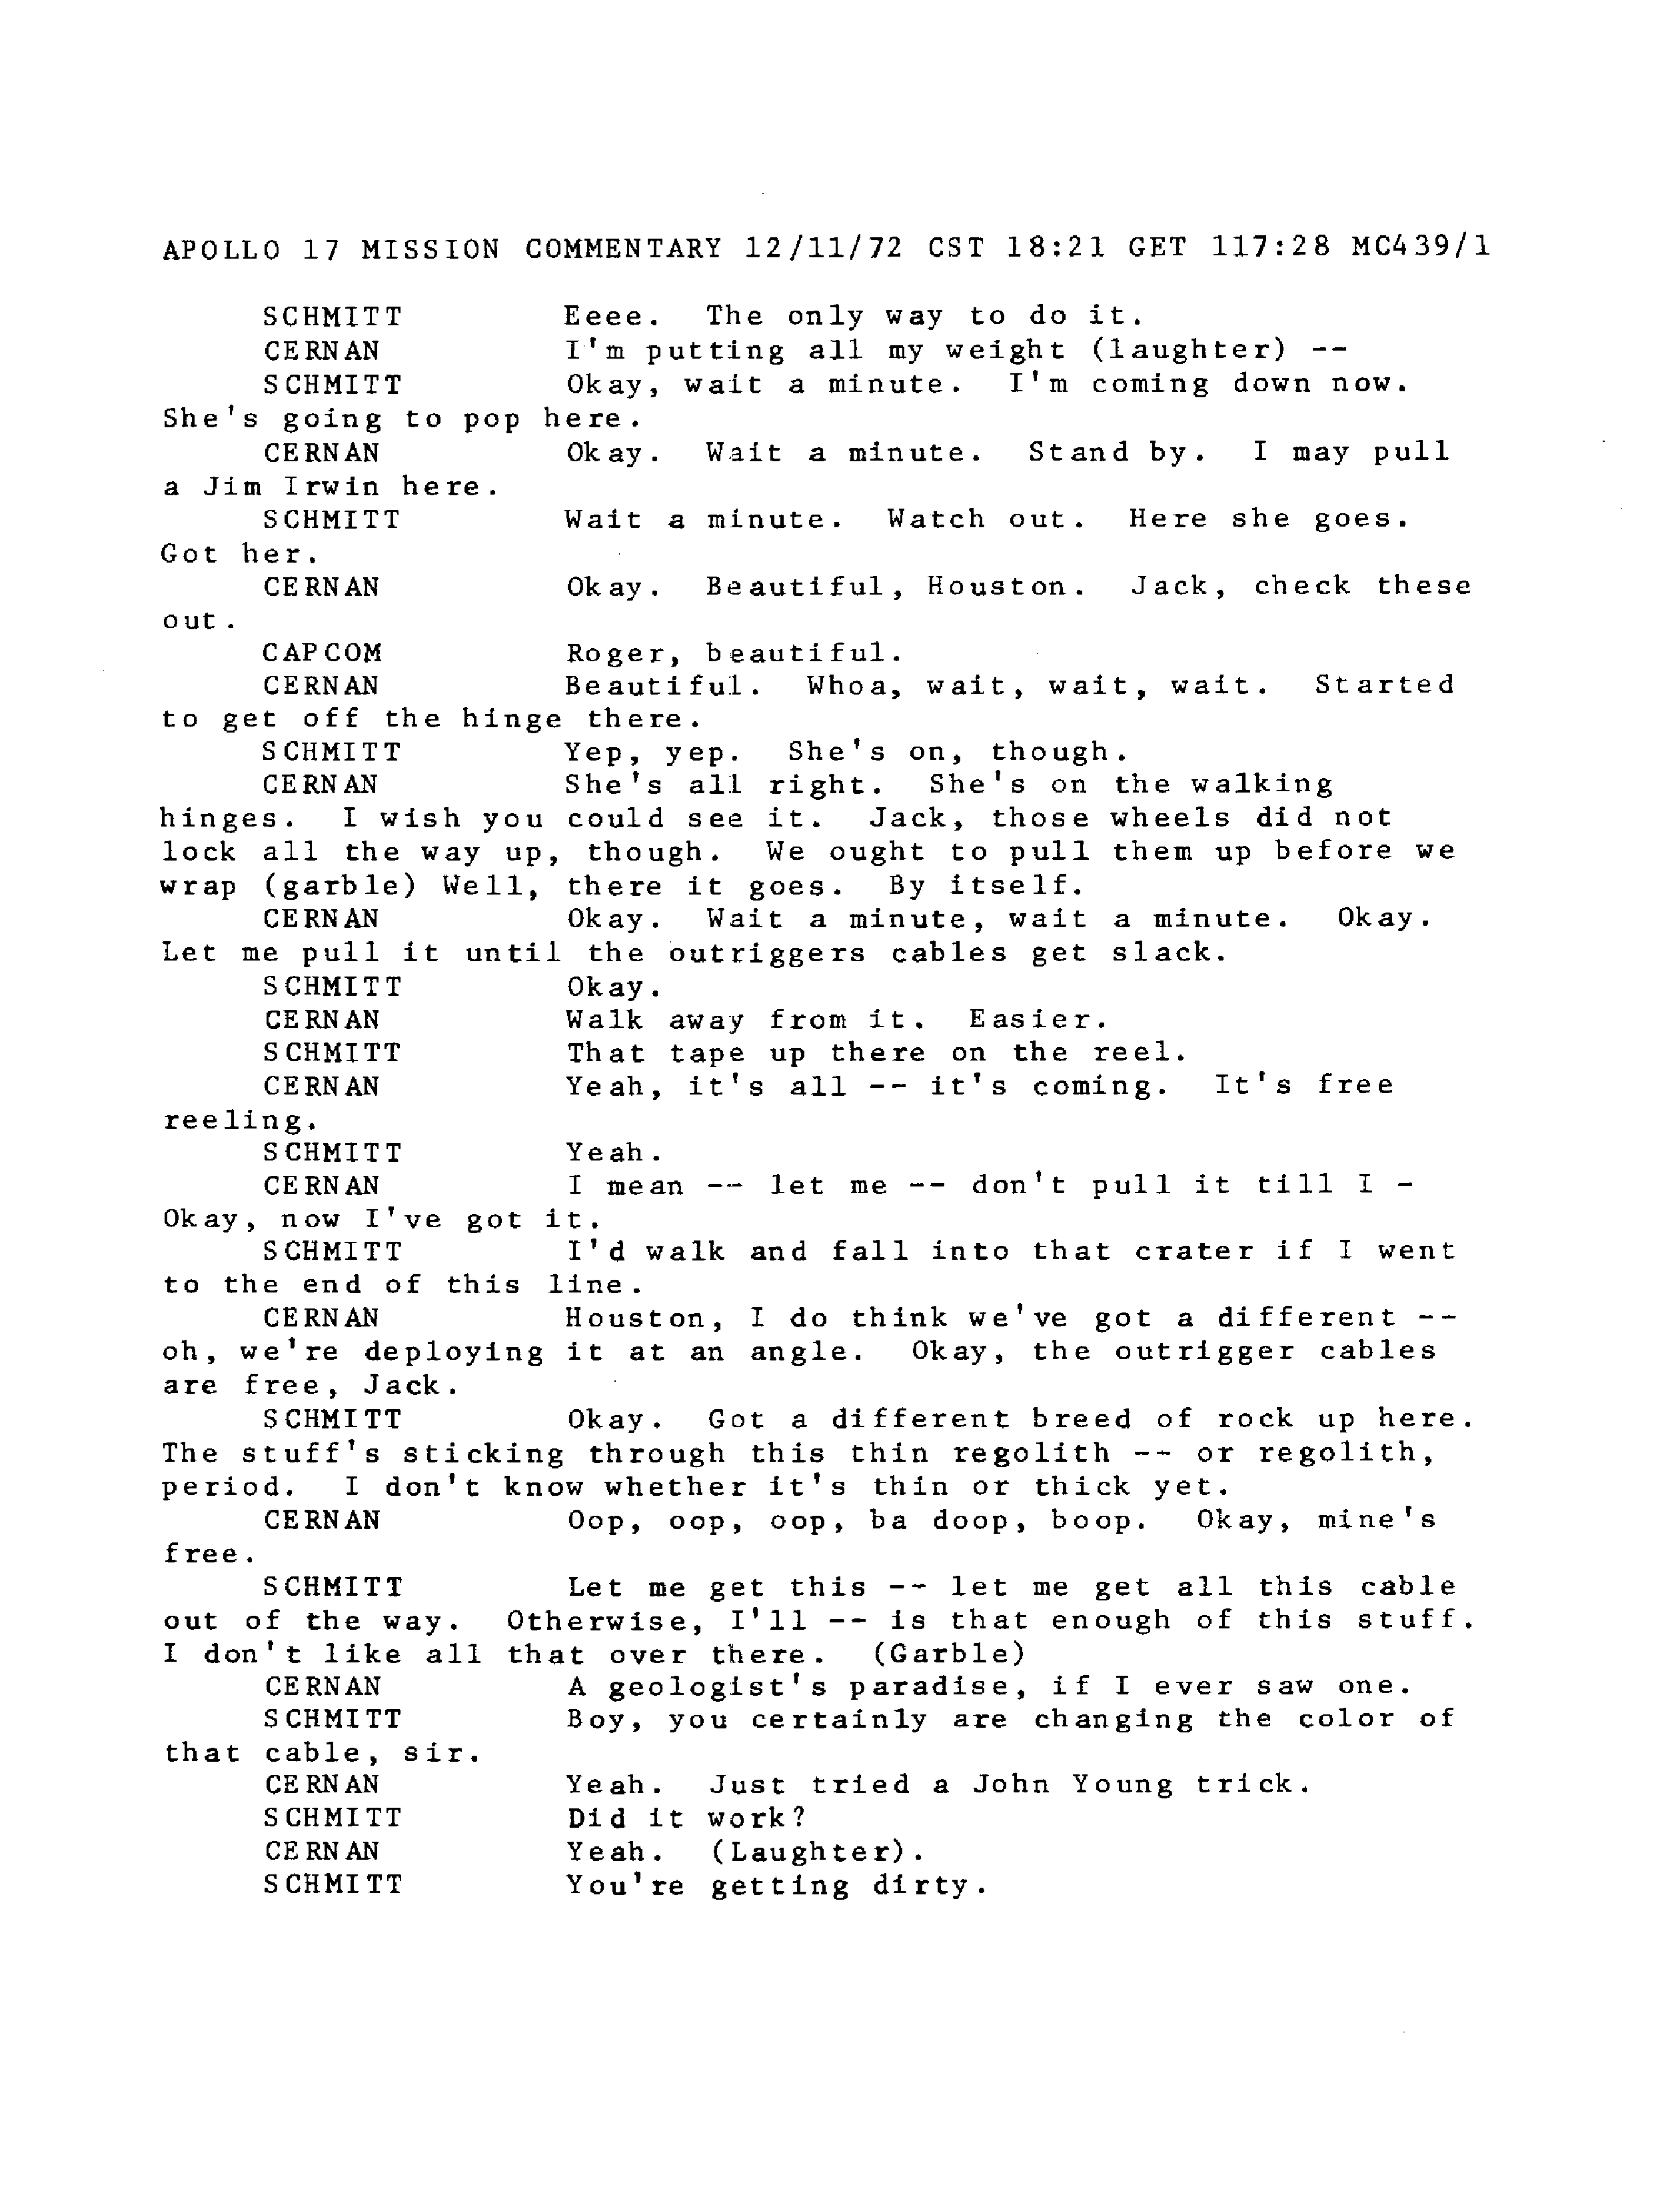 APOLLO 17 MISSION COMMENTARY 12/11/72 CST 18:21 GET 117:28 MC439/1
SCHMITT Eeee. The only way to do it.
CERNAN I'm putting all my weight (laughter) --
SCHMITT Okay, wait a minute. I'm coming down now.
She's going to pop here.
CERNAN Okay. Wait a minute. Stand by. I may pull
a Jim Irwin here.
SCHMITT Wait a minute. Watch out. Here she goes.
Got her.
CERNAN Okay. Beautiful, Houston. Jack, check these
out.
CAPCOM Roger, beautiful.
CERNAN Beautiful. Whoa, wait, wait, wait. Started
to get off the hinge there.
SCHMITT Yep, yep. She's on, though.
CERNAN She's all right. She's on the walking
hinges. I wish you could see it. Jack, those wheels did not
lock all the way up, though. We ought to pull them up before we
wrap (garble) Well, there it goes. By itself.
CERNAN Okay. Wait a minute, wait a minute. Okay.
Let me pull it until the outriggers cables get slack.
SCHMITT Okay.
CERNAN Walk away from it. Easier.
SCHMITT That tape up there on the reel.
CERNAN Yeah, it's all -- it's coming. It's free
reeling.
SCHMITT Yeah.
CERNAN I mean -- let me -- don't pull it till I -
Okay, now I've got it.
SCHMITT I'd walk and fall into that crater if I went
to the end of this line.
CERNAN Houston, I do think we've got a different --
oh, we're deploying it at an angle. Okay, the outrigger cables
are free, Jack.
SCHMITT Okay. Got a different breed of rock up here.
The stuff's sticking through this thin regolith -- or regolith,
period. I don't know whether it's thin or thick yet.
CERNAN Oop, oop, oop, ba doop, boop. Okay, mine's
free.
SCHMITT Let me get this -- let me get all this cable
out of the way. Otherwise, I'll -- is that enough of this stuff.
I don't like all that over there. (Garble)
CERNAN A geologist's paradise, if I ever saw one.
SCHMITT Boy, you certainly are changing the color of
that cable, sir.
CERNAN Yeah. Just tried a John Young trick.
SCHMITT Did it work?
CERNAN Yeah. (Laughter).
SCHMITT You're getting dirty.